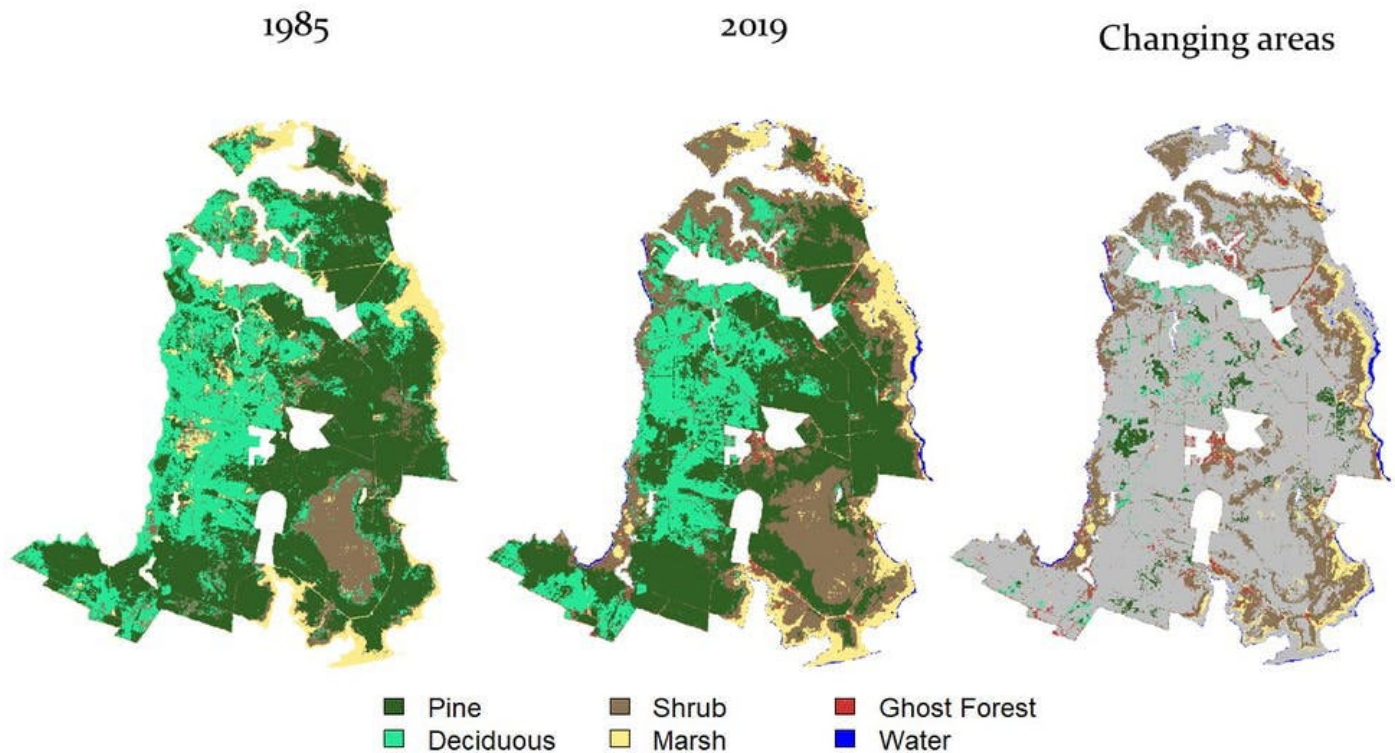 1985
2019
Changing areas
Pine
Shrub
Ghost Forest
Deciduous
Marsh
Water